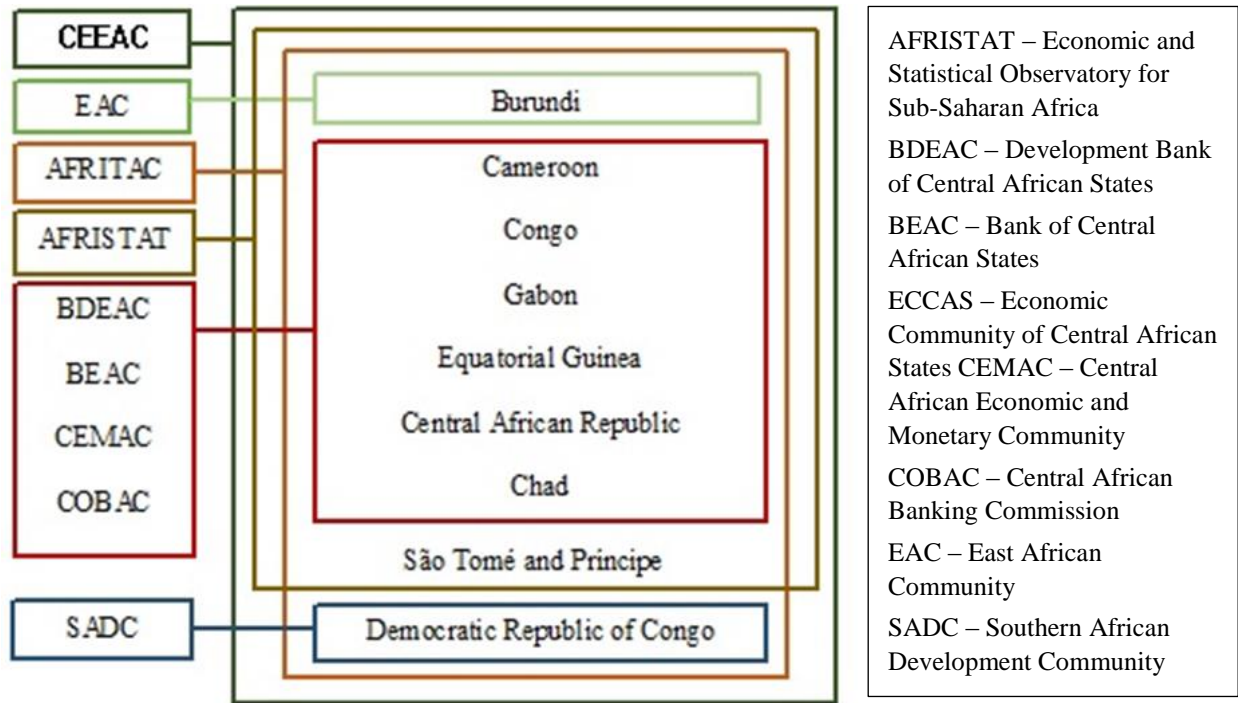 CEEAC
EAC
AFRITAC
AFRISTAT
BDEAC
BEAC
CEMAC
COBAC
SADC
Burundi
Cameroon
Congo
Gabon
Equatorial Guinea
Central African Republic
Chad
São Tomé and Principe
Democratic Republic of Congo
AFRISTAT – Economic and
Statistical Observatory for
Sub-Saharan Africa
BDEAC – Development Bank
of Central African States
BEAC – Bank of Central
African States
ECCAS – Economic
Community of Central African
States CEMAC – Central
African Economic and
Monetary Community
COBAC – Central African
Banking Commission
EAC – East African
Community
SADC – Southern African
Development Community